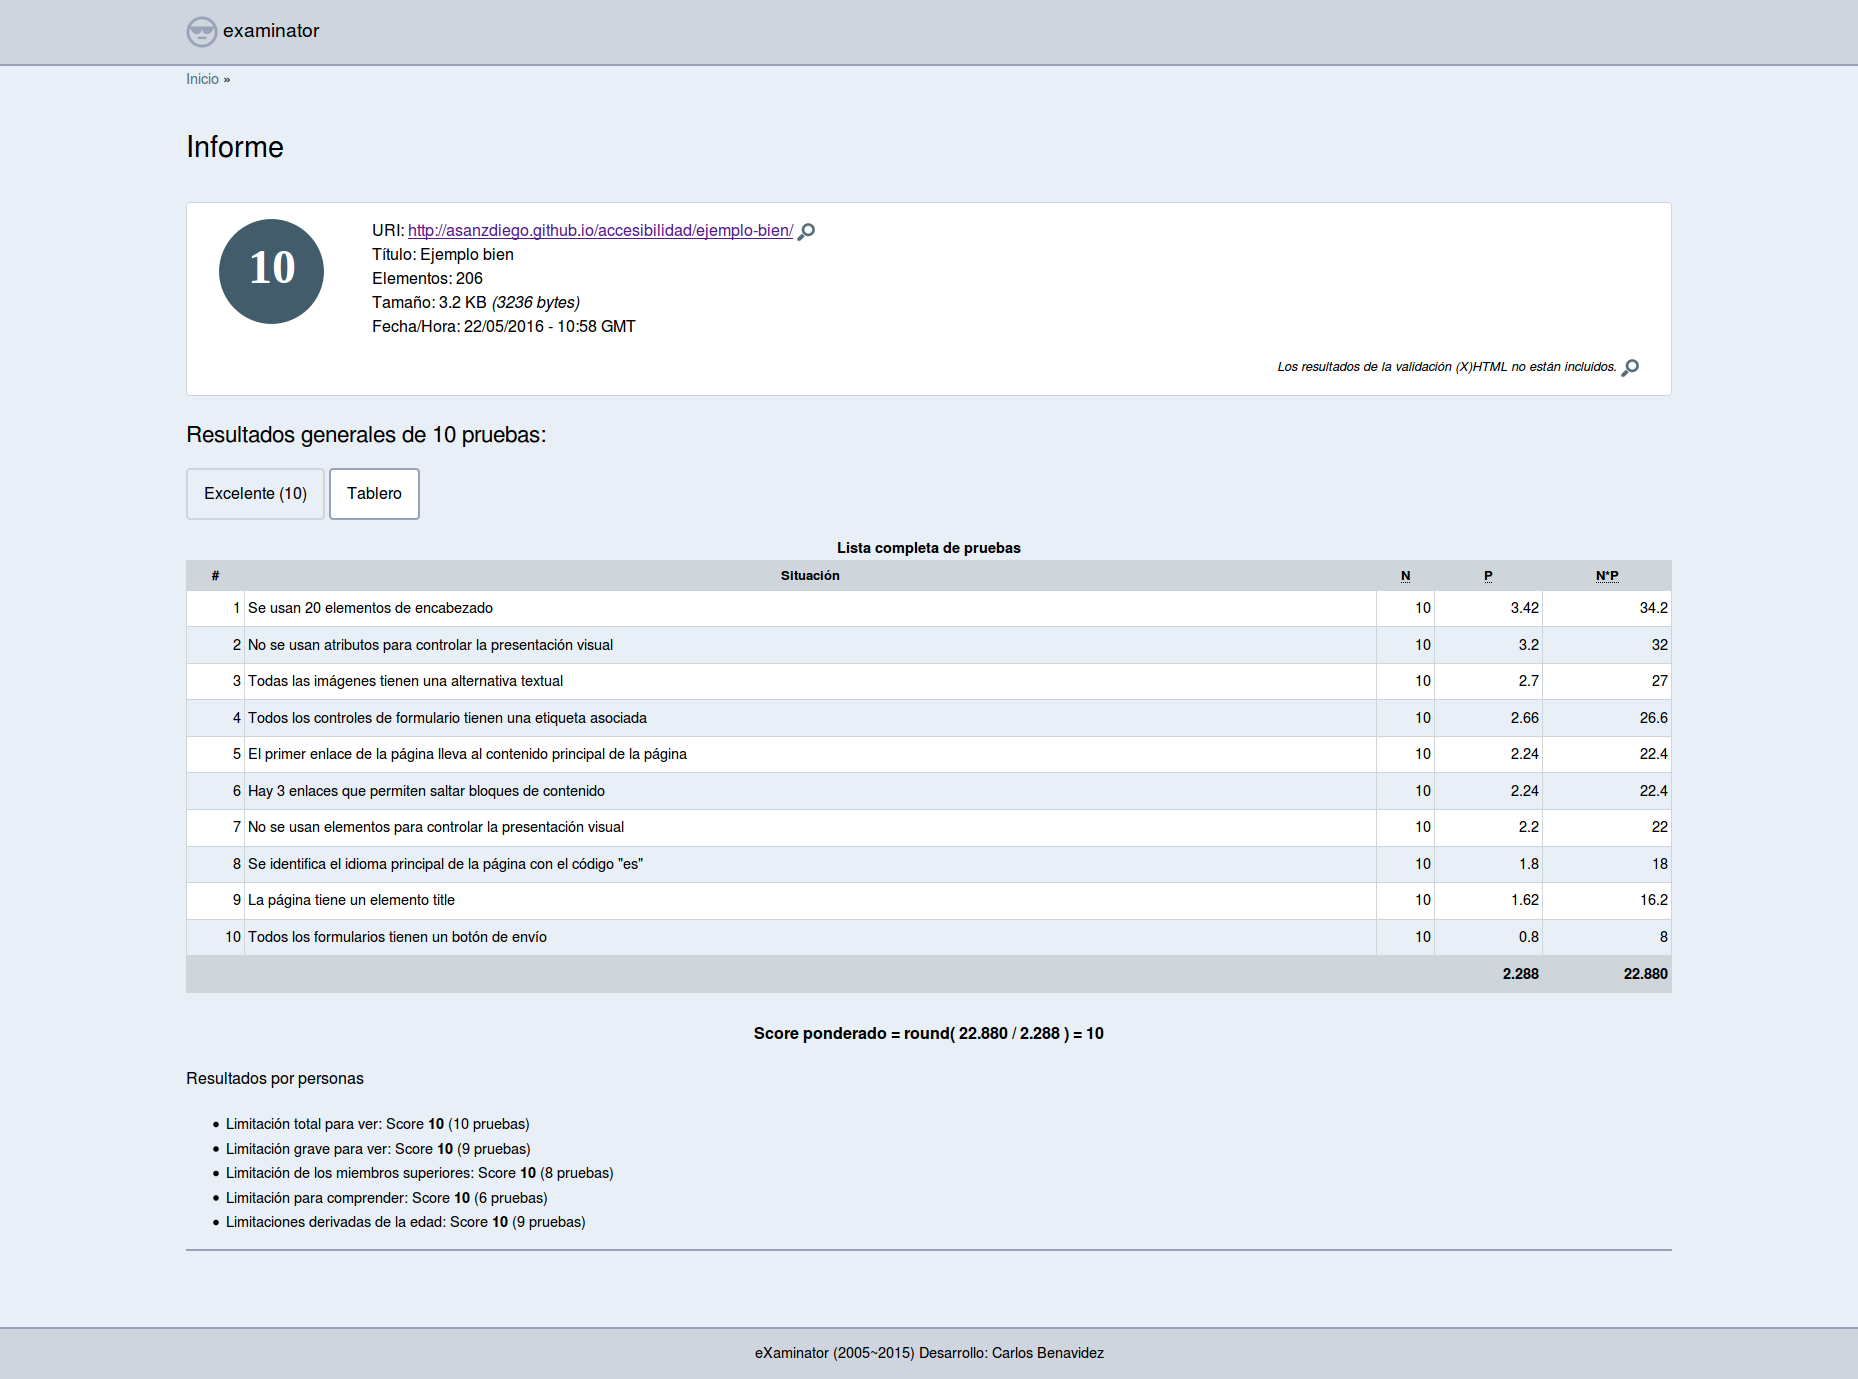 examinator
Inicio »
Informe
10
URI: http://asanzdiego.github.io/accesibilidad/ejemplo-bien/
Título: Ejemplo bien
Elementos: 206
Tamaño: 3.2 KB (3236 bytes)
Fecha/Hora: 22/05/2016 - 10:58 GMT
Los resultados de la validación (X)HTML no están incluidos.
Resultados generales de 10 pruebas:
Excelente (10) Tablero
Lista completa de pruebas
# Situación N P N*P
1 Se usan 20 elementos de encabezado 10 3.42 34.2
2 No se usan atributos para controlar la presentación visual 10 3.2 32
3 Todas las imágenes tienen una alternativa textual 10 2.7 27
4 Todos los controles de formulario tienen una etiqueta asociada 10 2.66 26.6
5 El primer enlace de la página lleva al contenido principal de la página 10 2.24 22.4
6 Hay 3 enlaces que permiten saltar bloques de contenido 10 2.24 22.4
7 No se usan elementos para controlar la presentación visual 10 2.2 22
8 Se identifica el idioma principal de la página con el código "es" 10 1.8 18
9 La página tiene un elemento title 10 1.62 16.2
10 Todos los formularios tienen un botón de envío 10 0.8 8
2.288 22.880
Score ponderado = round( 22.880 / 2.288 ) = 10
Resultados por personas
• Limitación total para ver: Score 10 (10 pruebas)
• Limitación grave para ver: Score 10 (9 pruebas)
• Limitación de los miembros superiores: Score 10 (8 pruebas)
• Limitación para comprender: Score 10 (6 pruebas)
• Limitaciones derivadas de la edad: Score 10 (9 pruebas)
eXaminator (2005~2015) Desarrollo: Carlos Benavidez